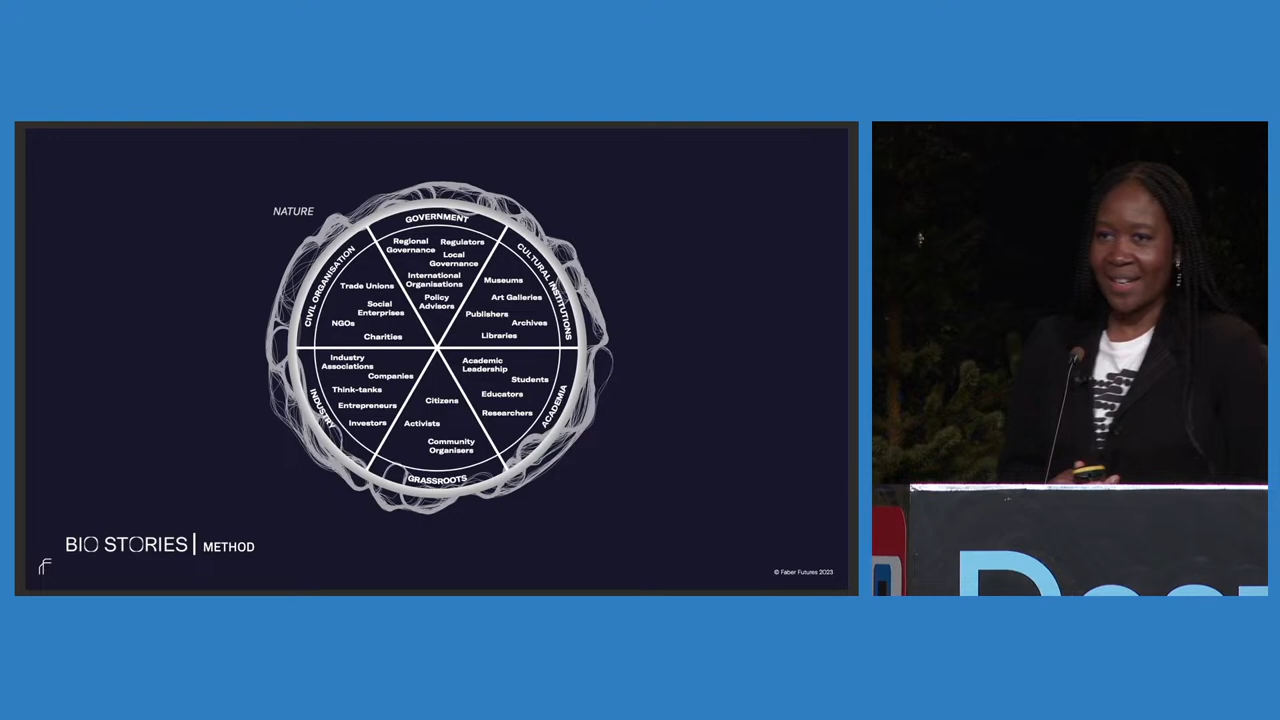 NATURE
GOVERNMENT
Regional
Governance
Regulators
Local
Governance
International
Organisations
Policy
Advisors
CULTURAL INSTITUTIONS
Museums
Art Galleries
Publishers
Archives
Libraries
ACADEMIA
Academic
Leadership
Students
Educators
Researchers
GRASSROOTS
Citizens
Activists
Community
Organisers
INDUSTRY
Industry
Associations
Companies
Think-tanks
Entrepreneurs
Investors
CIVIL ORGANISATION
Trade Unions
Social
Enterprises
NGOs
Charities
BIO STORIES | METHOD
© Faber Futures 2023